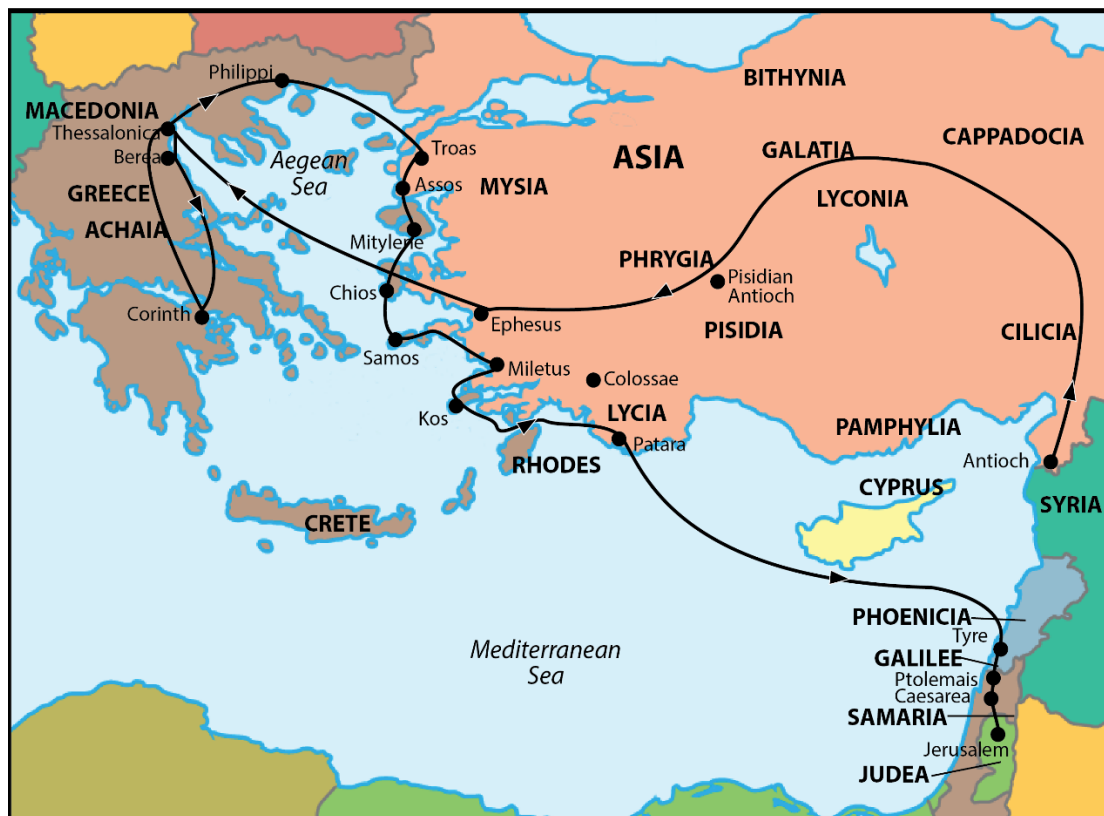 Philippi
BITHYNIA
MACEDONIA
Thessalonica
Berea
Aegean
Sea
Troas
ASIA
GALATIA
CAPPADOCIA
GREECE
ACHAIA
Assos
MYSIA
LYCONIA
Mitylene
PHRYGIA
Pisidian
Antioch
Chios
Corinth
Ephesus
PISIDIA
CILICIA
Samos
Miletus
Colossae
Kos
LYCIA
Patara
PAMPHYLIA
Antioch
RHODES
CYPRUS
SYRIA
CRETE
PHOENICIA
Tyre
Mediterranean
Sea
GALILEE
Ptolemais
Caesarea
SAMARIA
Jerusalem
JUDEA